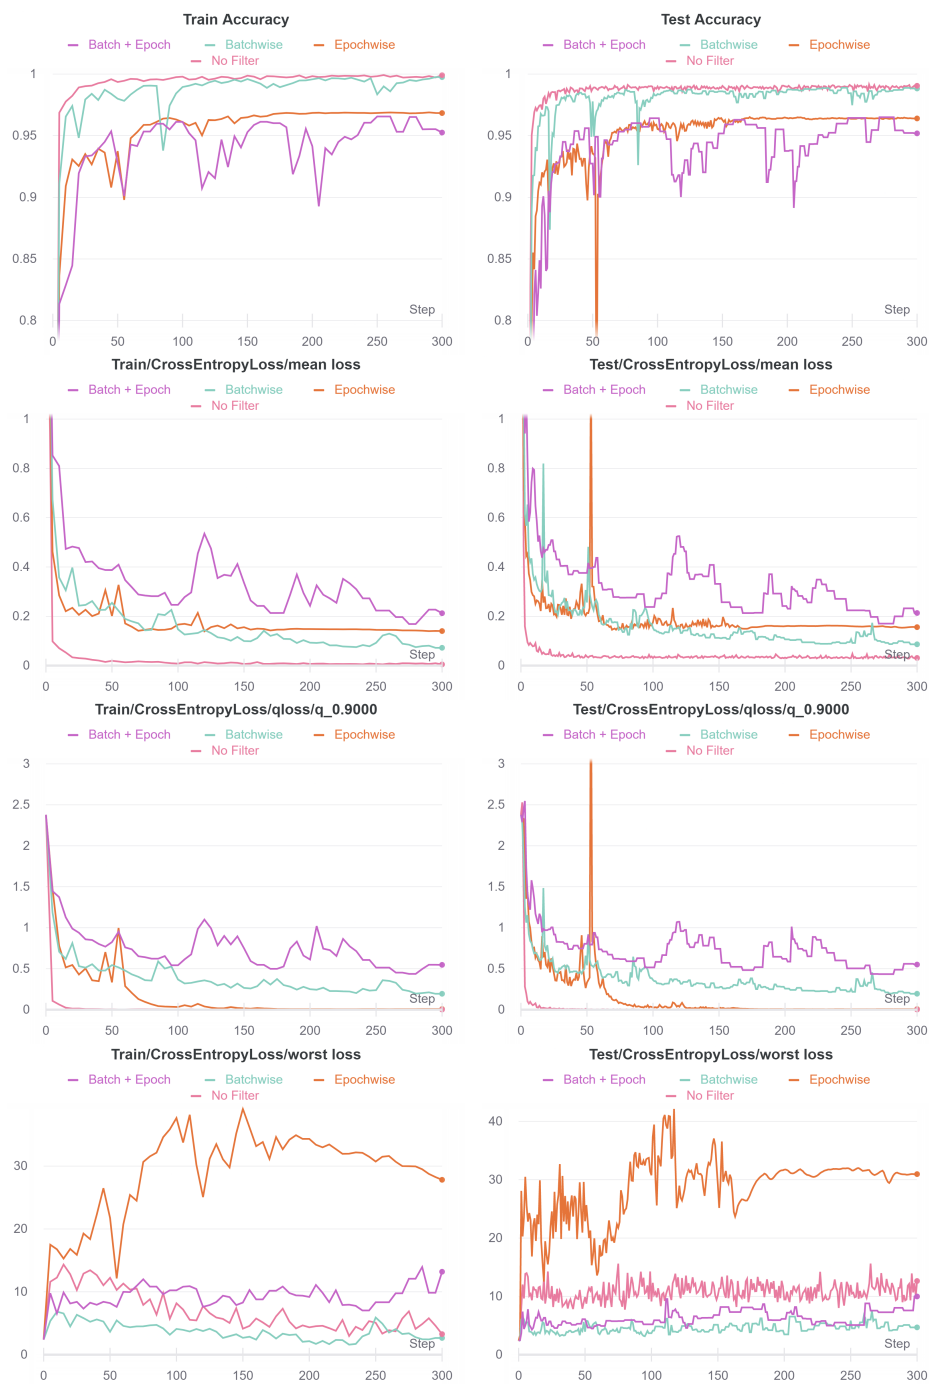 Train Accuracy
Batch + Epoch Batchwise Epochwise
No Filter
1
0.95
0.9
0.85
0.8
Step
0 50 100 150 200 250 300
Test Accuracy
Batch + Epoch Batchwise Epochwise
No Filter
1
0.95
0.9
0.85
0.8
Step
0 50 100 150 200 250 300
Train/CrossEntropyLoss/mean loss
Batch + Epoch Batchwise Epochwise
No Filter
1
0.8
0.6
0.4
0.2
0
Step
0 50 100 150 200 250 300
Test/CrossEntropyLoss/mean loss
Batch + Epoch Batchwise Epochwise
No Filter
1
0.8
0.6
0.4
0.2
0
Step
0 50 100 150 200 250 300
Train/CrossEntropyLoss/qloss/q_0.9000
Batch + Epoch Batchwise Epochwise
No Filter
3
2.5
2
1.5
1
0.5
0
Step
0 50 100 150 200 250 300
Test/CrossEntropyLoss/qloss/q_0.9000
Batch + Epoch Batchwise Epochwise
No Filter
3
2.5
2
1.5
1
0.5
0
Step
0 50 100 150 200 250 300
Train/CrossEntropyLoss/worst loss
Batch + Epoch Batchwise Epochwise
No Filter
30
20
10
0
Step
0 50 100 150 200 250 300
Test/CrossEntropyLoss/worst loss
Batch + Epoch Batchwise Epochwise
No Filter
40
30
20
10
0
Step
0 50 100 150 200 250 300